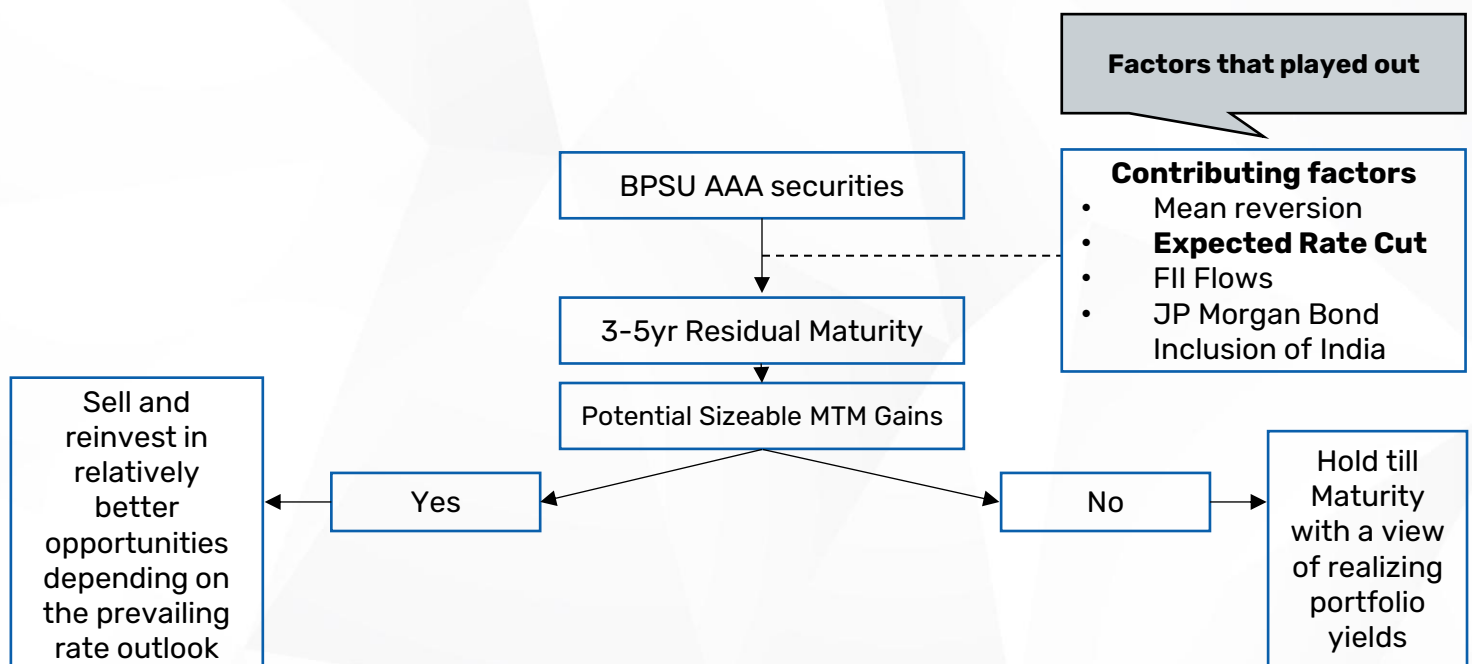 Factors that played out
BPSU AAA securities
Contributing factors
• Mean reversion
• Expected Rate Cut
• FII Flows
• JP Morgan Bond
Inclusion of India
3-5yr Residual Maturity
Potential Sizeable MTM Gains
Sell and
reinvest in
relatively
better
opportunities
depending on
the prevailing
rate outlook
Yes
No
Hold till
Maturity
with a view
of realizing
portfolio
yields